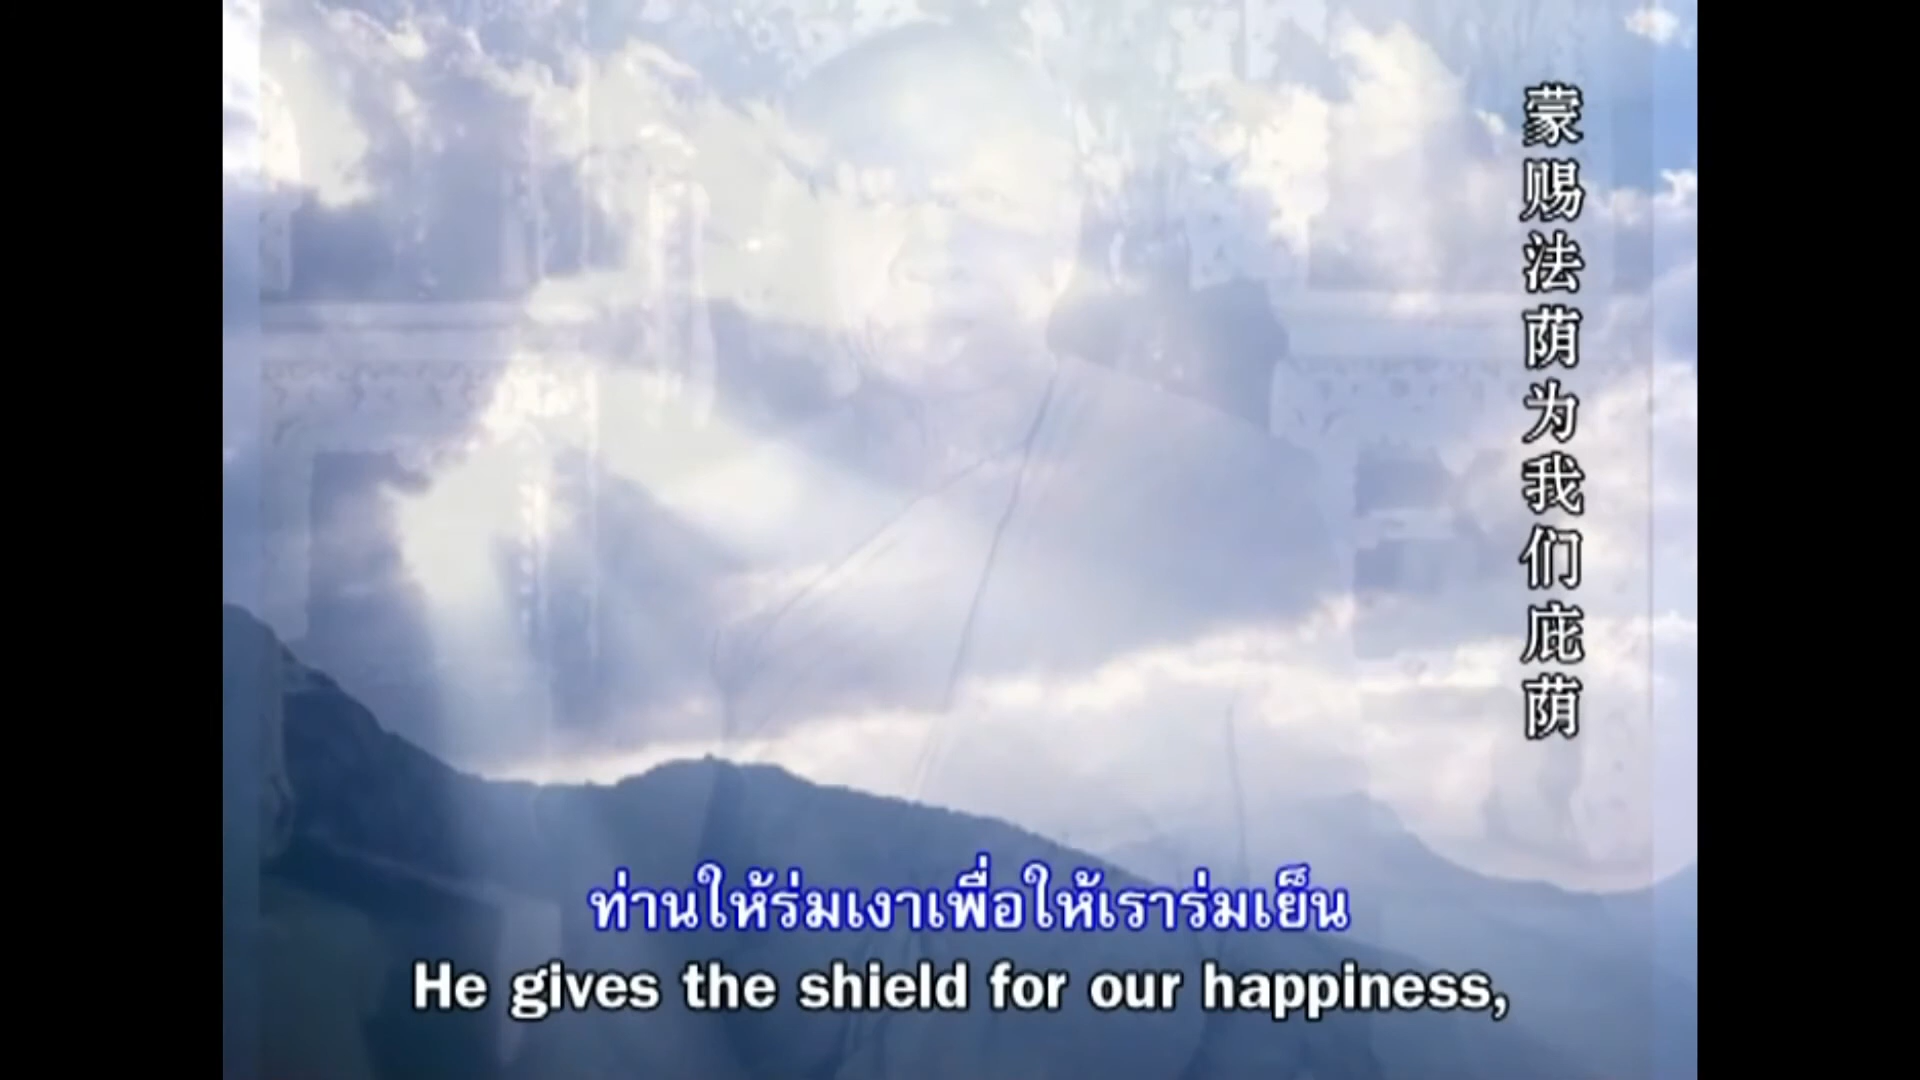 蒙赐法荫为我们庇荫
ท่านให้ร่มเงาเพื่อให้เราร่มเย็น
He gives the shield for our happiness,